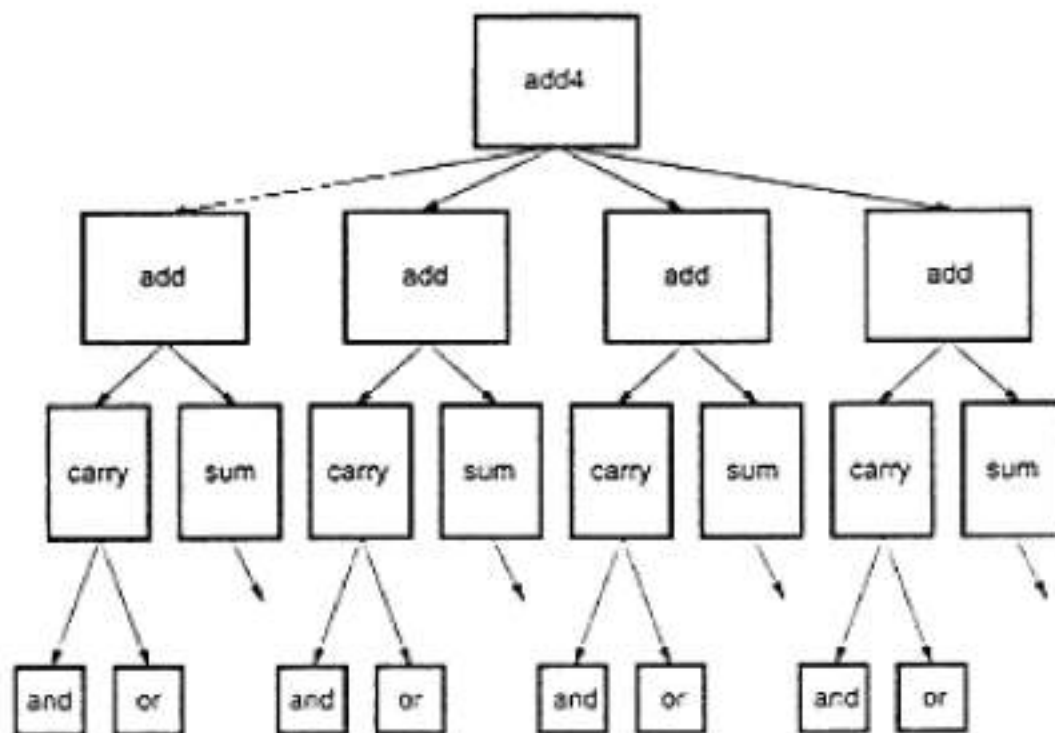 add4
add add add add
carry sum carry sum carry sum carry sum
and or and or and or and or